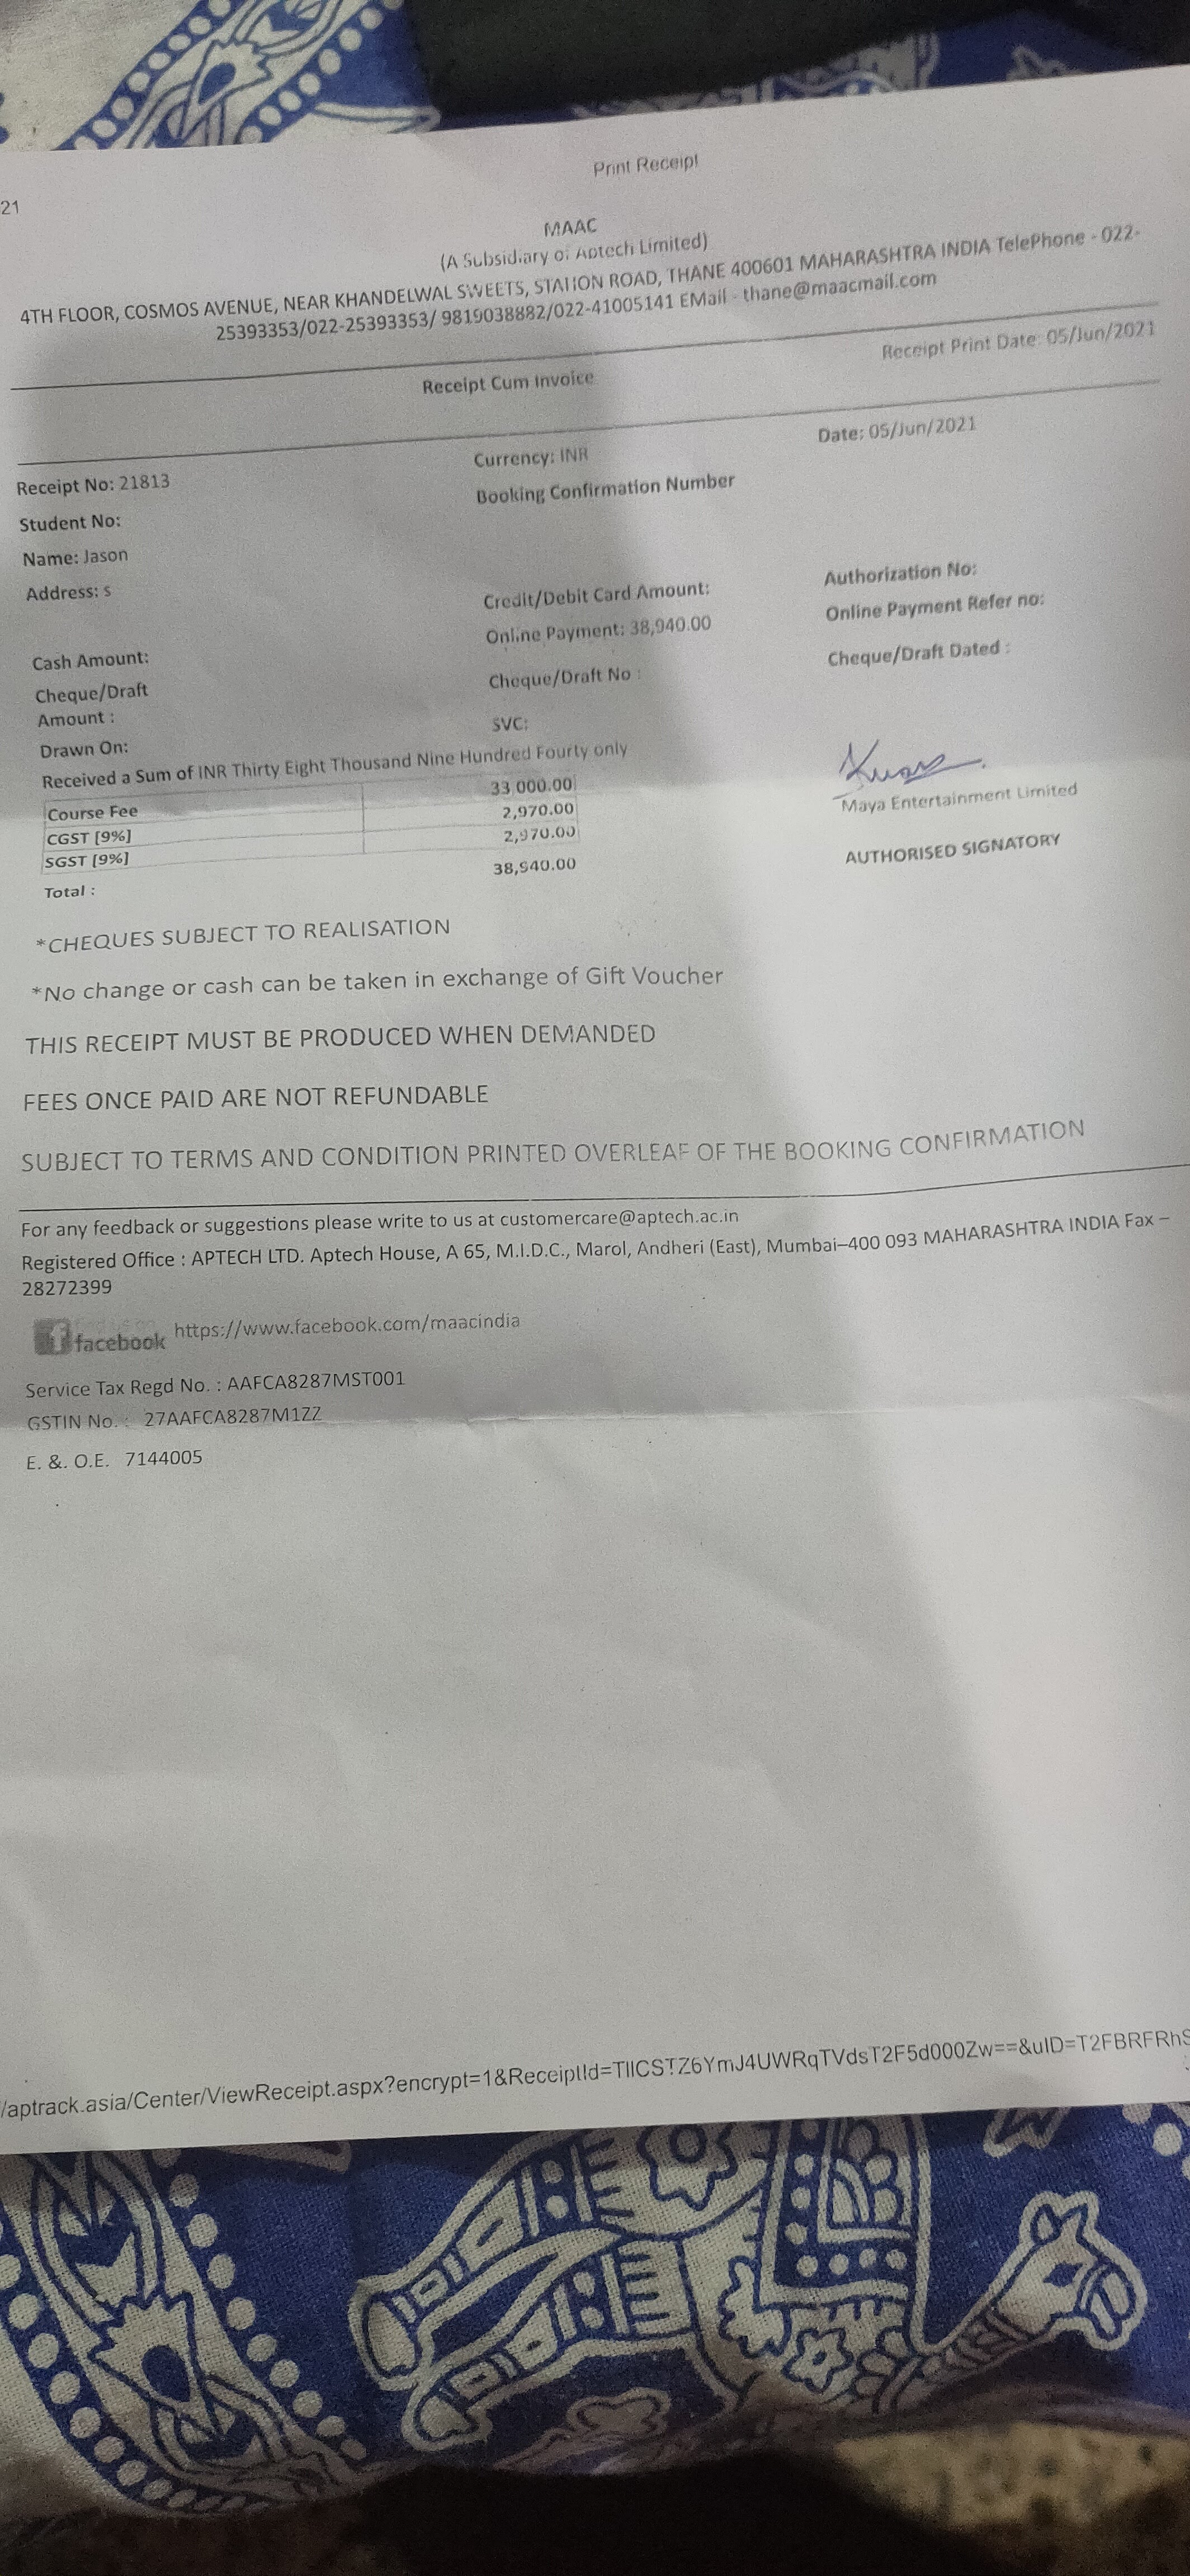 Print Receipt
21
MAAC
(A Subsidiary of Aptech Limited)
4TH FLOOR, COSMOS AVENUE, NEAR KHANDELWAL SWEETS, STATION ROAD, THANE 400601 MAHARASHTRA INDIA TelePhone - 022-
25393353/022-25393353/ 9819038882/022-41005141 EMail - thane@maacmail.com
Receipt Print Date: 05/Jun/2021
Receipt Cum Invoice
Date: 05/Jun/2021
Receipt No: 21813 Currency: INR
Student No: Booking Confirmation Number
Name: Jason
Address: s
Credit/Debit Card Amount: Authorization No:
Cash Amount: Online Payment: 38,940.00 Online Payment Refer no:
Cheque/Draft Cheque/Draft No : Cheque/Draft Dated :
Amount :
Drawn On: SVC:
Received a Sum of INR Thirty Eight Thousand Nine Hundred Fourty only
Course Fee 33,000.00
CGST [9%] 2,970.00
SGST [9%] 2,970.00
Total : 38,940.00
Maya Entertainment Limited
AUTHORISED SIGNATORY
*CHEQUES SUBJECT TO REALISATION
*No change or cash can be taken in exchange of Gift Voucher
THIS RECEIPT MUST BE PRODUCED WHEN DEMANDED
FEES ONCE PAID ARE NOT REFUNDABLE
SUBJECT TO TERMS AND CONDITION PRINTED OVERLEAF OF THE BOOKING CONFIRMATION
For any feedback or suggestions please write to us at customercare@aptech.ac.in
Registered Office : APTECH LTD. Aptech House, A 65, M.I.D.C., Marol, Andheri (East), Mumbai–400 093 MAHARASHTRA INDIA Fax –
28272399
facebook https://www.facebook.com/maacindia
Service Tax Regd No. : AAFCA8287MST001
GSTIN No. : 27AAFCA8287M1ZZ
E. &. O.E. 7144005
/aptrack.asia/Center/ViewReceipt.aspx?encrypt=1&ReceiptId=TlICSTZ6YmJ4UWRqTVdsT2F5d000Zw==&uID=T2FBRFRhS